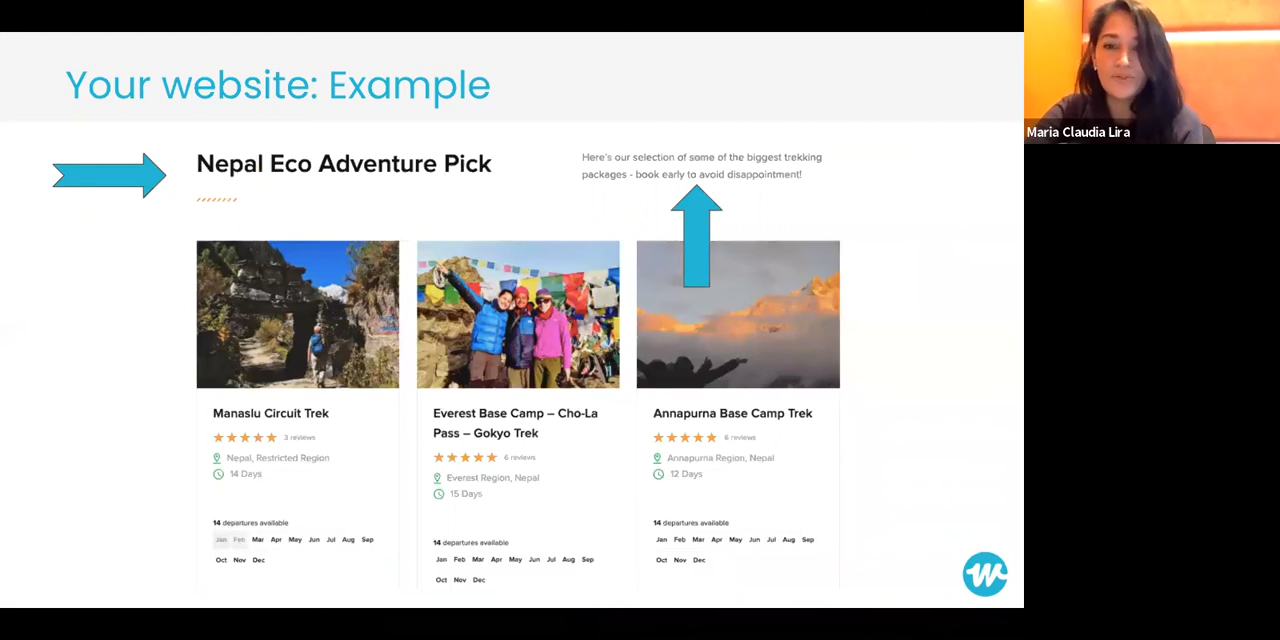 Your website: Example
Maria Claudia Lira
Nepal Eco Adventure Pick
Here's our selection of some of the biggest trekking
packages - book early to avoid disappointment!
Manaslu Circuit Trek
3 reviews
Nepal, Restricted Region
14 Days
14 departures available
Jan Feb Mar Apr May Jun Jul Aug Sep
Oct Nov Dec
Everest Base Camp – Cho-La
Pass – Gokyo Trek
6 reviews
Everest Region, Nepal
15 Days
14 departures available
Jan Feb Mar Apr May Jun Jul Aug Sep
Oct Nov Dec
Annapurna Base Camp Trek
6 reviews
Annapurna Region, Nepal
12 Days
14 departures available
Jan Feb Mar Apr May Jun Jul Aug Sep
Oct Nov Dec